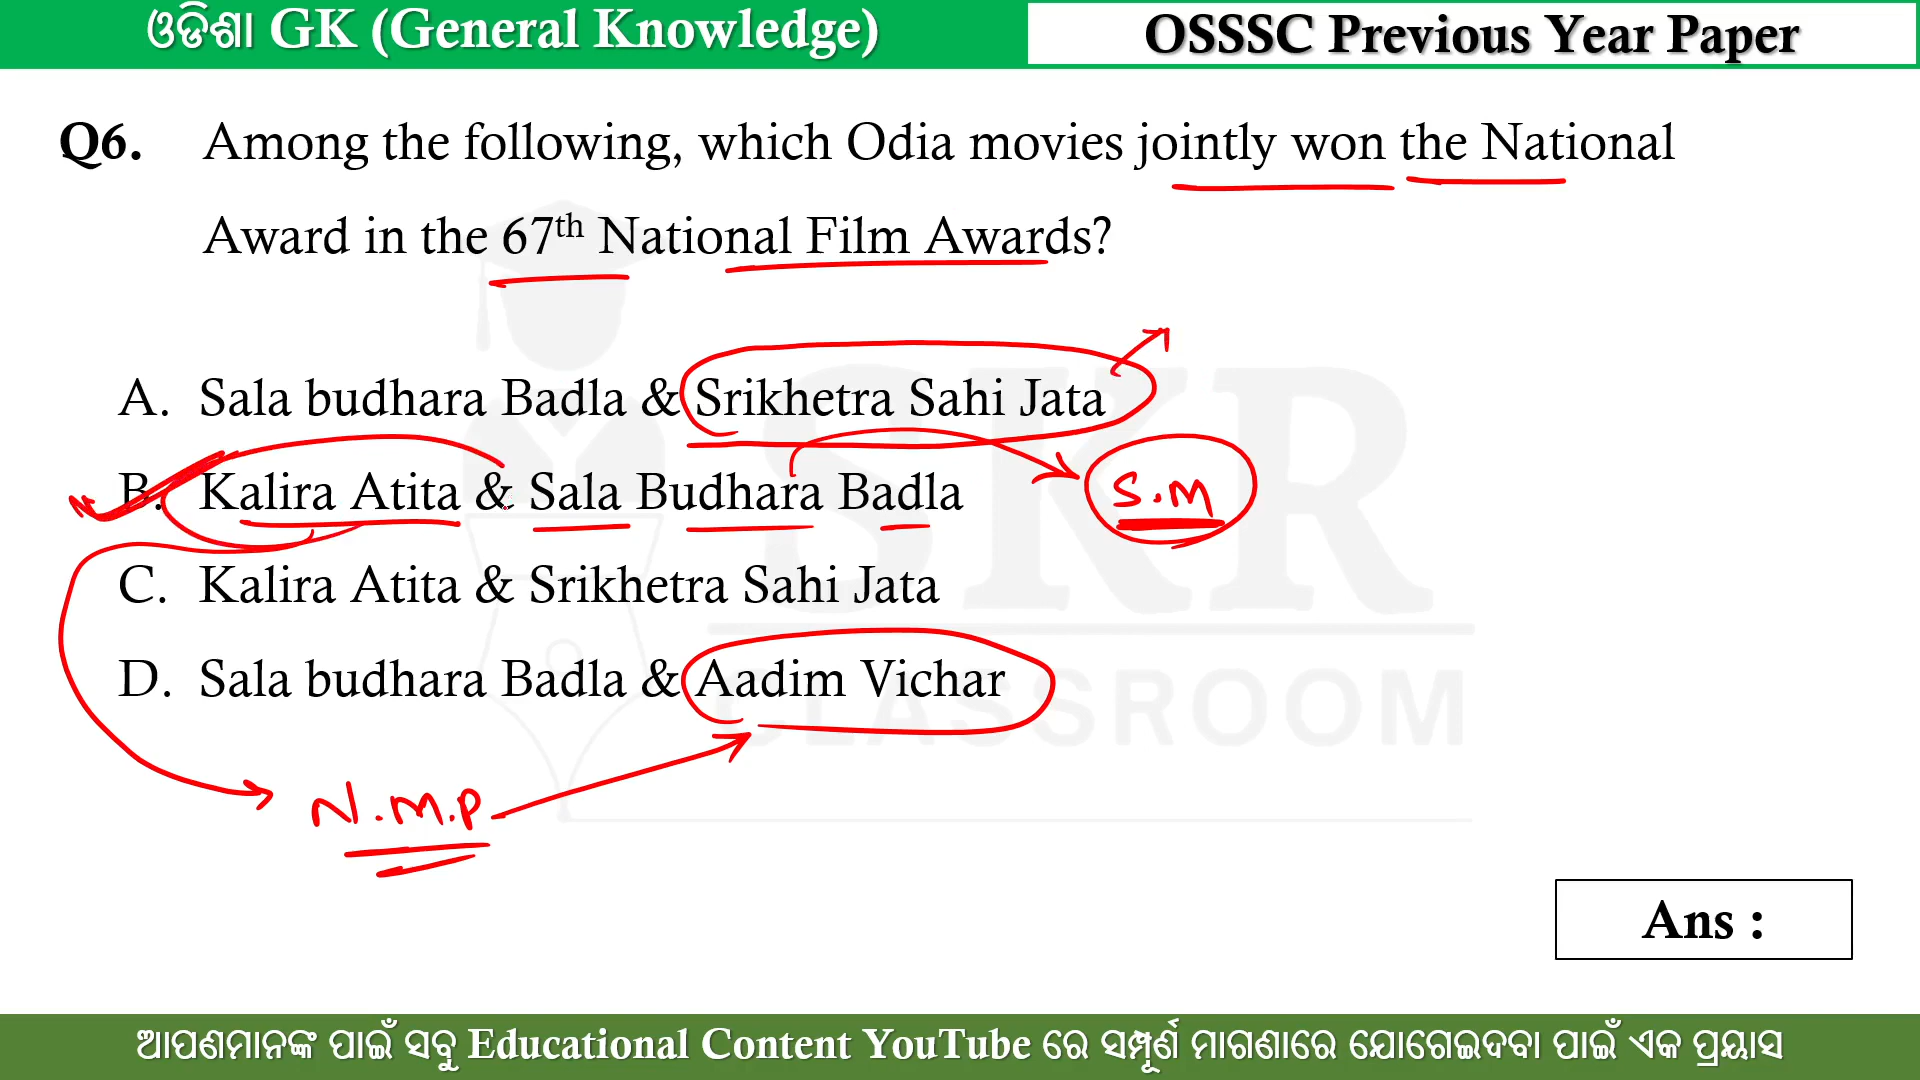 ଓଡିଶା GK (General Knowledge)
OSSSC Previous Year Paper
Q6. Among the following, which Odia movies jointly won the National
Award in the 67th National Film Awards?
A. Sala budhara Badla & Srikhetra Sahi Jata
B. Kalira Atita & Sala Budhara Badla
S.M
C. Kalira Atita & Srikhetra Sahi Jata
D. Sala budhara Badla & Aadim Vichar
N.M.P
SKR
CLASSROOM
Ans :
ଆପଣମାନଙ୍କ ପାଇଁ ସବୁ Educational Content YouTube ରେ ସମ୍ପୂର୍ଣ ମାଗଣାରେ ଯୋଗେଇଦବା ପାଇଁ ଏକ ପ୍ରୟାସ